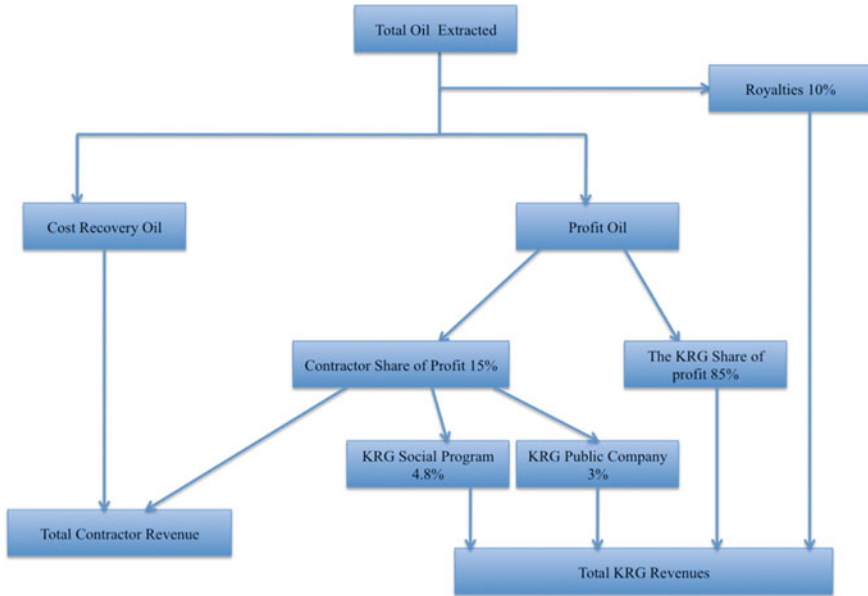 Total Oil Extracted
Royalties 10%
Cost Recovery Oil
Profit Oil
Contractor Share of Profit 15%
The KRG Share of
profit 85%
KRG Social Program
4.8%
KRG Public Company
3%
Total Contractor Revenue
Total KRG Revenues